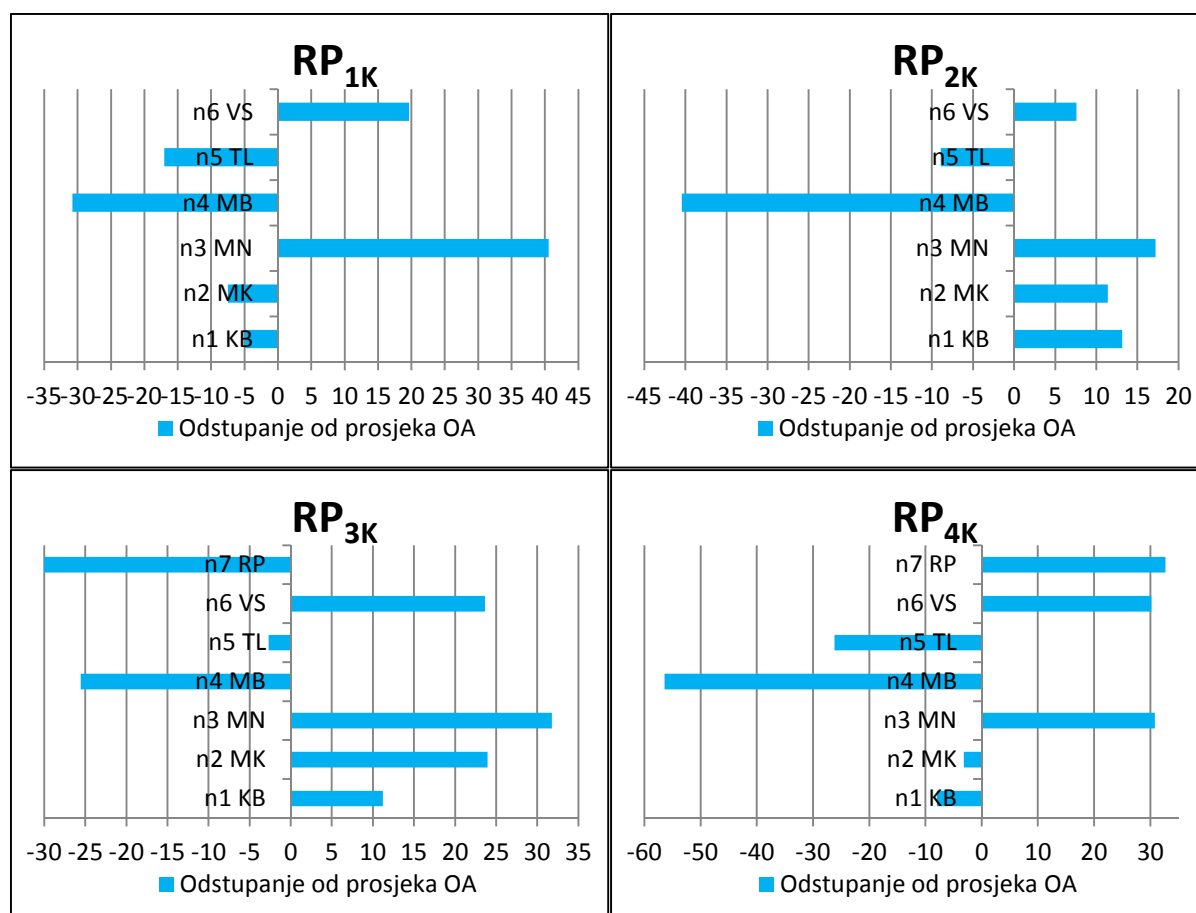 RP1K
n6 VS
n5 TL
n4 MB
n3 MN
n2 MK
n1 KB
-35 -30 -25 -20 -15 -10 -5 0 5 10 15 20 25 30 35 40 45
Odstupanje od prosjeka OA
RP2K
n6 VS
n5 TL
n4 MB
n3 MN
n2 MK
n1 KB
-45 -40 -35 -30 -25 -20 -15 -10 -5 0 5 10 15 20
Odstupanje od prosjeka OA
RP3K
n7 RP
n6 VS
n5 TL
n4 MB
n3 MN
n2 MK
n1 KB
-30 -25 -20 -15 -10 -5 0 5 10 15 20 25 30 35
Odstupanje od prosjeka OA
RP4K
n7 RP
n6 VS
n5 TL
n4 MB
n3 MN
n2 MK
n1 KB
-60 -50 -40 -30 -20 -10 0 10 20 30
Odstupanje od prosjeka OA